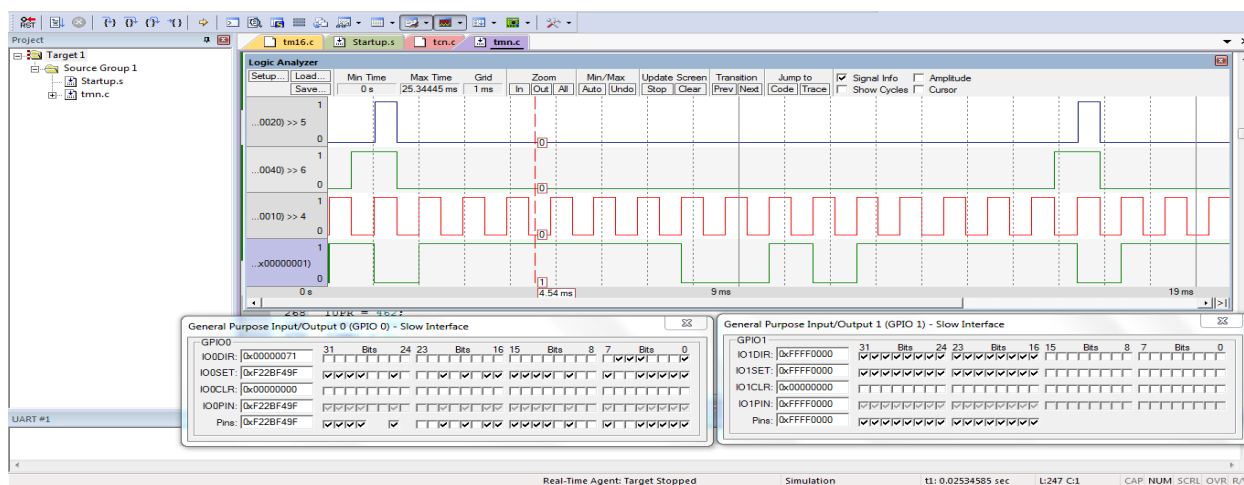 RST
Project
Target 1
Source Group 1
Startup.s
tmn.c
tm16.c Startup.s tcn.c tmn.c
Logic Analyzer
Setup... Load... Min Time Max Time Grid Zoom Min/Max Update Screen Transition Jump to Signal Info Amplitude
Save... 0 s 25.34445 ms 1 ms In Out All Auto Undo Stop Clear Prev Next Code Trace Show Cycles Cursor
1
...0020) >> 5
0 0
1
...0040) >> 6
0 0
1
...0010) >> 4
0 0
1
...x00000001)
0 1
0 s 4.54 ms 9 ms 19 ms
268 IOPR = 462;
General Purpose Input/Output 0 (GPIO 0) - Slow Interface
GPIO0
31 Bits 24 23 Bits 16 15 Bits 8 7 Bits 0
IO0DIR: 0x00000071
IO0SET: 0xF22BF49F
IO0CLR: 0x00000000
IO0PIN: 0xF22BF49F
Pins: 0xF22BF49F
General Purpose Input/Output 1 (GPIO 1) - Slow Interface
GPIO1
31 Bits 24 23 Bits 16 15 Bits 8 7 Bits 0
IO1DIR: 0xFFFF0000
IO1SET: 0xFFFF0000
IO1CLR: 0x00000000
IO1PIN: 0xFFFF0000
Pins: 0xFFFF0000
UART #1
Real-Time Agent: Target Stopped Simulation t1: 0.02534585 sec L:247 C:1 CAP NUM SCRL OVR R/